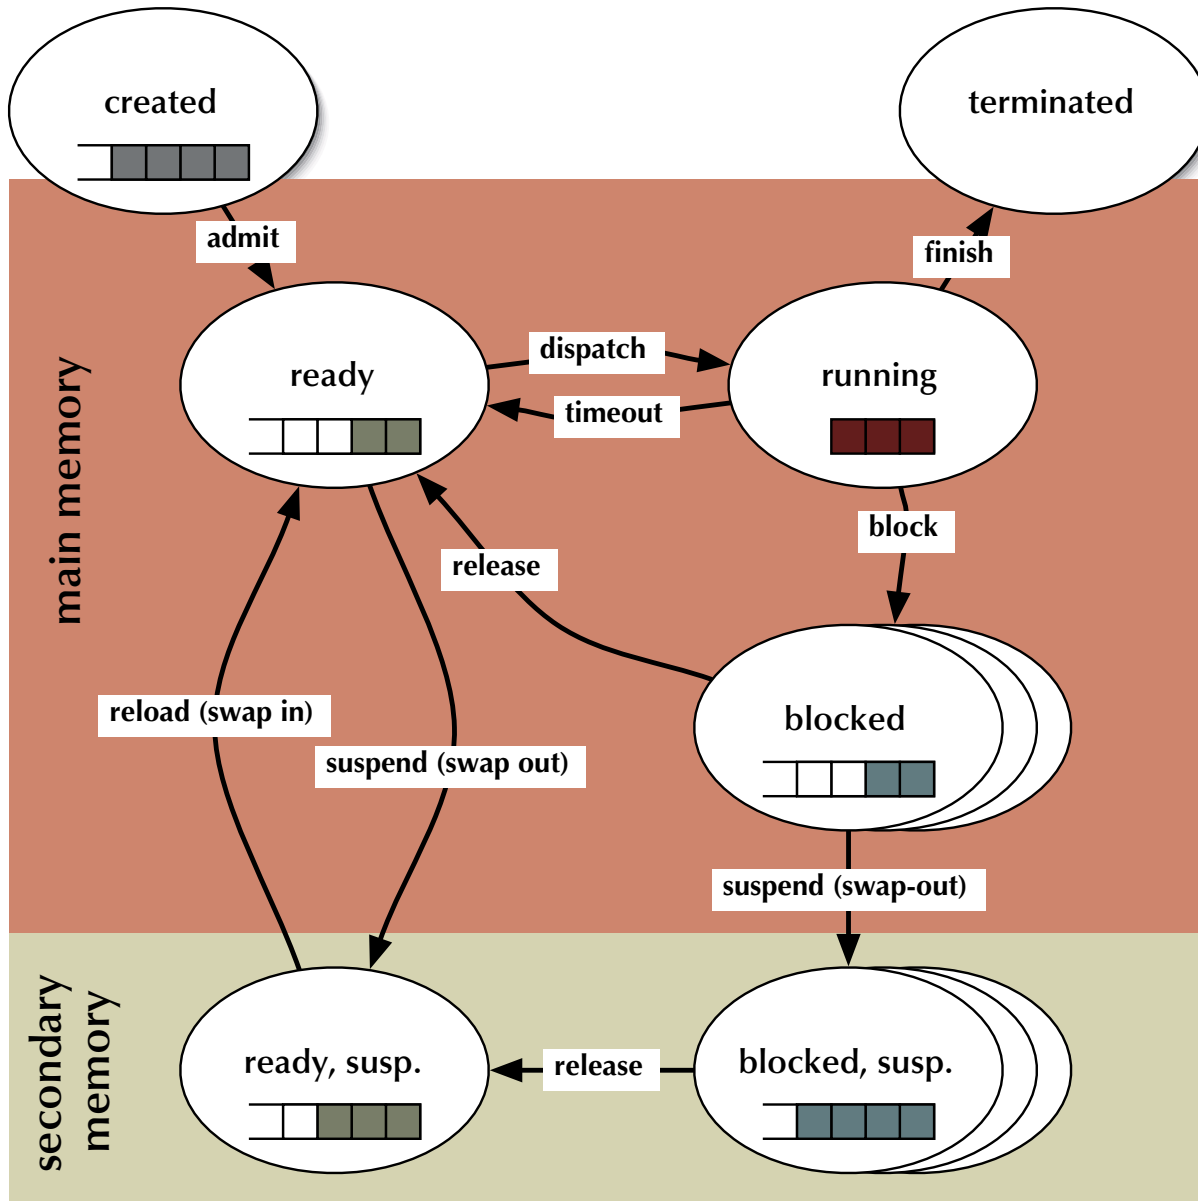 created
terminated
admit
finish
dispatch
ready
running
timeout
main memory
block
release
reload (swap in)
blocked
suspend (swap out)
suspend (swap-out)
secondary
memory
ready, susp.
release
blocked, susp.